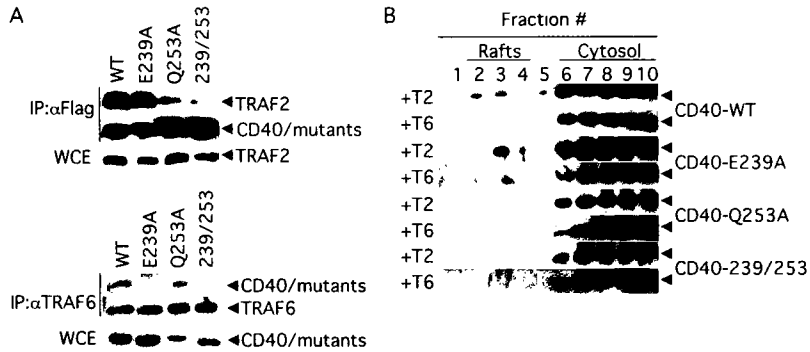 A
WT
E239A
Q253A
239/253
IP:αFlag
TRAF2
CD40/mutants
WCE
TRAF2
WT
E239A
Q253A
239/253
IP:αTRAF6
CD40/mutants
TRAF6
WCE
CD40/mutants
B
Fraction #
Rafts Cytosol
1 2 3 4 5 6 7 8 9 10
+T2
+T6
CD40-WT
+T2
+T6
CD40-E239A
+T2
+T6
CD40-Q253A
+T2
+T6
CD40-239/253